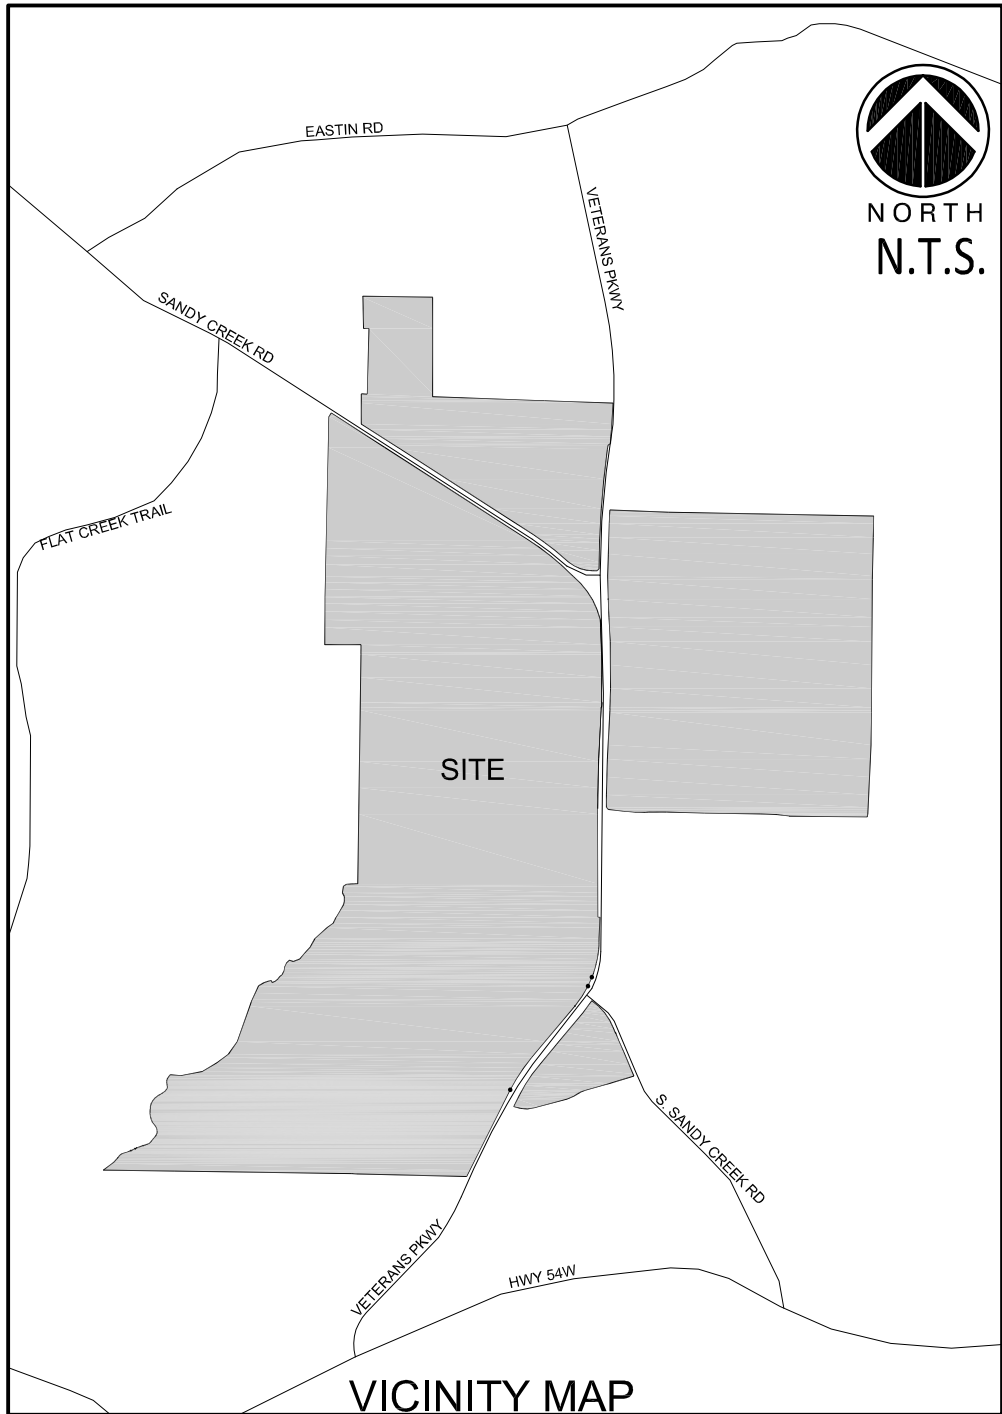 EASTIN RD
NORTH
N.T.S.
VETERANS PKWY
SANDY CREEK RD
FLAT CREEK TRAIL
SITE
S. SANDY CREEK RD
VETERANS PKWY
HWY 54W
VICINITY MAP